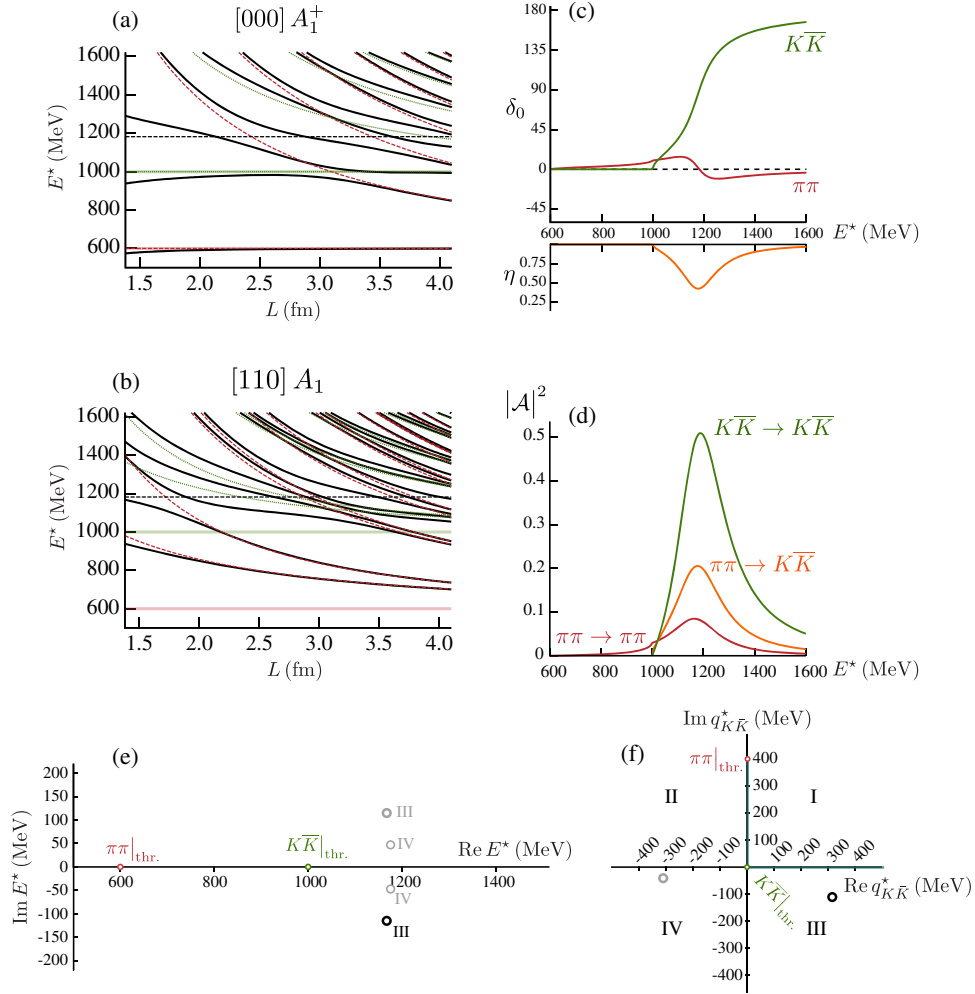 (a)
[000] A₁⁺
1600
1400
1200
1000
800
600
E⋆ (MeV)
1.5 2.0 2.5 3.0 3.5 4.0
L (fm)
(c)
180
135
90
45
0
-45
δ₀
KK̅
ππ
600 800 1000 1200 1400 1600 E⋆ (MeV)
η
0.75
0.50
0.25
(b)
[110] A₁
1600
1400
1200
1000
800
600
E⋆ (MeV)
1.5 2.0 2.5 3.0 3.5 4.0
L (fm)
|𝒜|²
(d)
0.5
0.4
0.3
0.2
0.1
0
KK̅ → KK̅
ππ → KK̅
ππ → ππ
600 800 1000 1200 1400 1600 E⋆ (MeV)
(e)
200
150
100
50
0
-50
-100
-150
-200
Im E⋆ (MeV)
ππ|thr.
KK̅|thr.
Re E⋆ (MeV)
III
IV
IV
III
600 800 1000 1200 1400
Im q⋆KK̅ (MeV)
(f)
ππ|thr.
400
300
200
100
II
I
-400 -300 -200 -100
100 200 300 400
-100
-200
-300
-400
Re q⋆KK̅ (MeV)
KK̅|thr.
IV
III